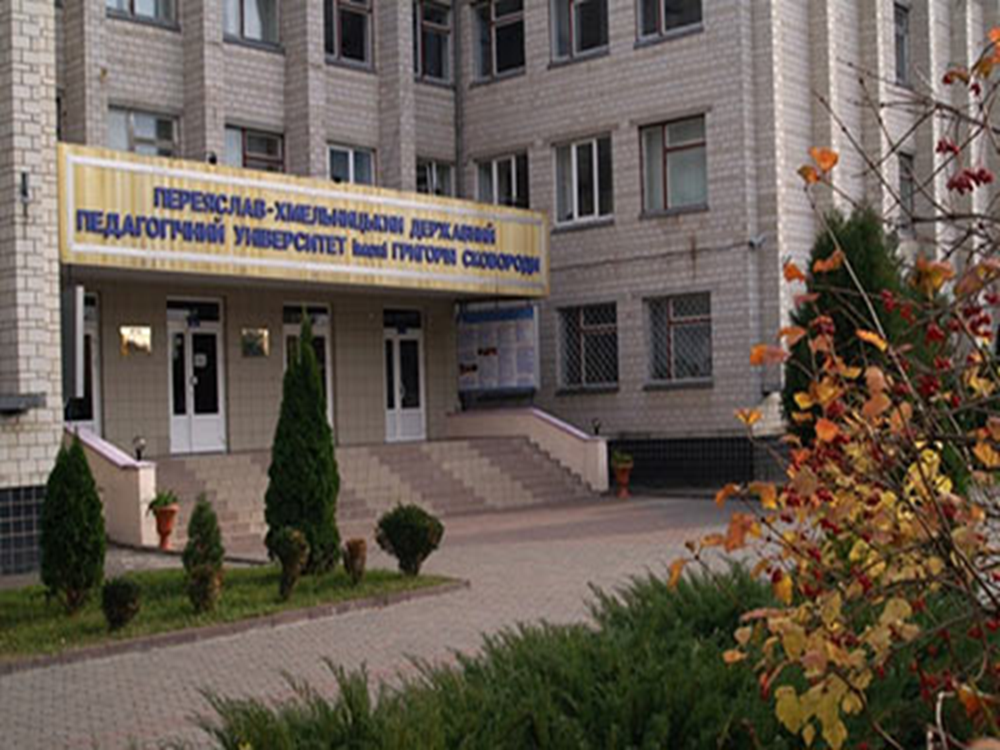 ПЕРЕЯСЛАВ-ХМЕЛЬНИЦЬКИЙ ДЕРЖАВНИЙ
ПЕДАГОГІЧНИЙ УНІВЕРСИТЕТ імені ГРИГОРІЯ СКОВОРОДИ